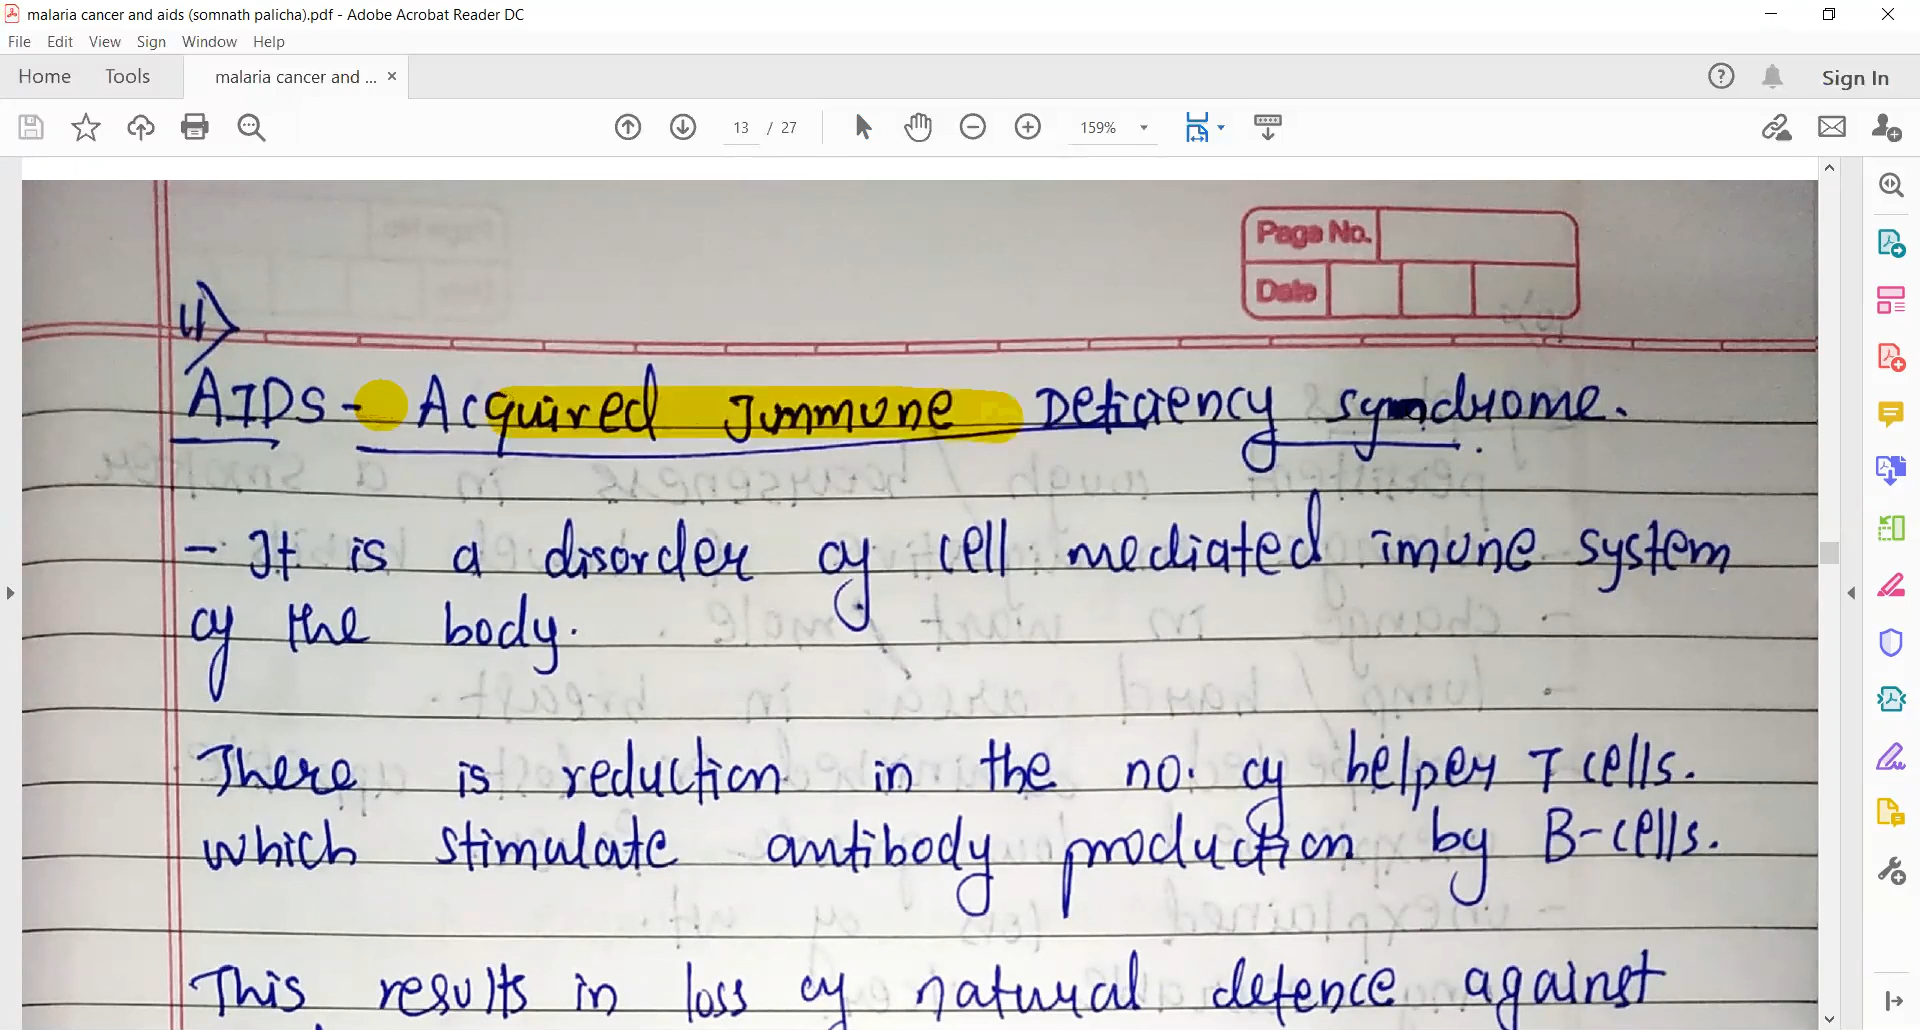 malaria cancer and aids (somnath palicha).pdf - Adobe Acrobat Reader DC
File Edit View Sign Window Help
Home Tools malaria cancer and ... × Sign In
13 / 27 159%
Page No.
Date
4)
AIDS - Acquired Immune Deficiency syndrome.
- It is a disorder of cell mediated imune system
of the body.
There is reduction in the no. of helper T cells.
which stimulate antibody production by B-cells.
This results in loss of natural defence against